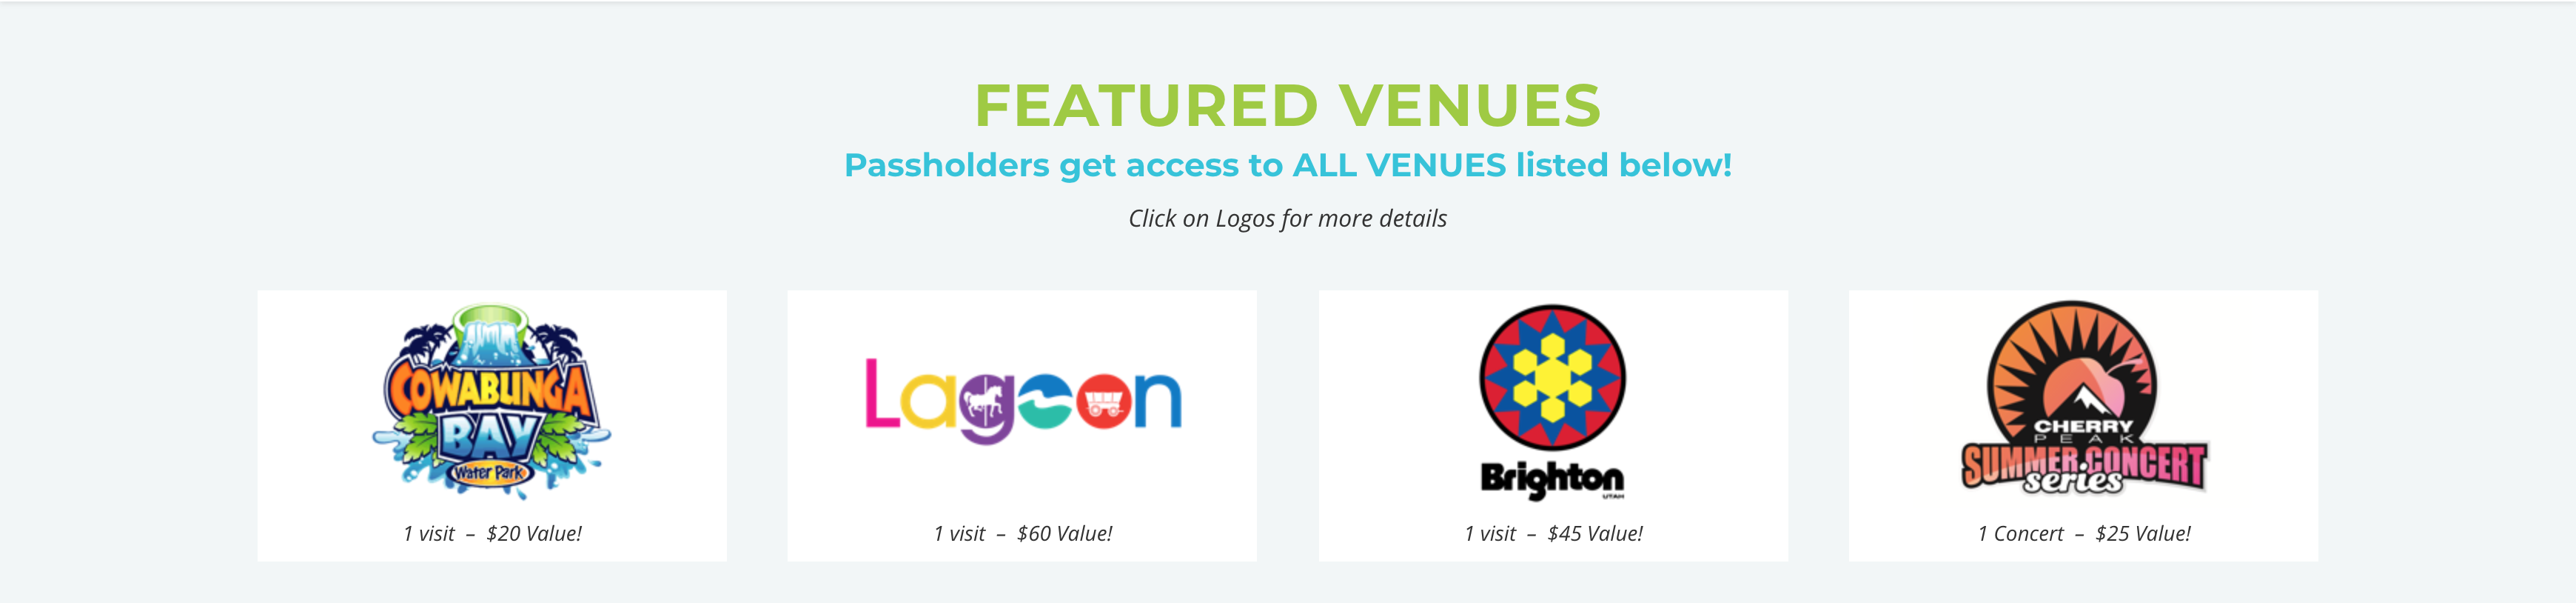 FEATURED VENUES
Passholders get access to ALL VENUES listed below!
Click on Logos for more details
COWABUNGA
BAY
Water Park
1 visit – $20 Value!
Lagoon
1 visit – $60 Value!
Brighton
UTAH
1 visit – $45 Value!
CHERRY
PEAK
SUMMER CONCERT
series
1 Concert – $25 Value!